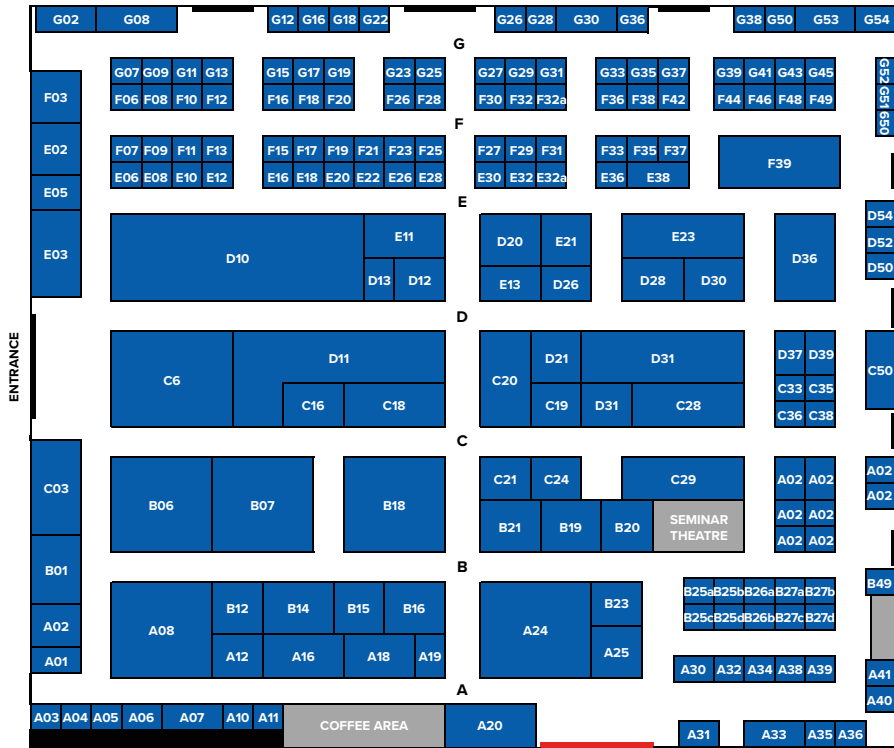 G02 G08 G12 G16 G18 G22 G26 G28 G30 G36 G38 G50 G53 G54
G
G07 G09 G11 G13 G15 G17 G19 G23 G25 G27 G29 G31 G33 G35 G37 G39 G41 G43 G45 G52
F03 F06 F08 F10 F12 F16 F18 F20 F26 F28 F30 F32 F32a F36 F38 F42 F44 F46 F48 F49 G51
G50
F
E02 F07 F09 F11 F13 F15 F17 F19 F21 F23 F25 F27 F29 F31 F33 F35 F37 F39
E06 E08 E10 E12 E16 E18 E20 E22 E26 E28 E30 E32 E32a E36 E38
E05
E
D54
E03 D10 E11 D20 E21 E23 D36 D52
D13 D12 E13 D26 D28 D30 D50
D
ENTRANCE
C6 D11 C20 D21 D31 D37 D39 C50
C33 C35
C16 C18 C19 D31 C28 C36 C38
C
C03 B06 B07 B18 C21 C24 C29 A02 A02 A02
A02
B21 B19 B20 SEMINAR A02 A02
THEATRE A02 A02
B
B01 B49
A08 B12 B14 B15 B16 A24 B23 B25a B25b B26a B27a B27b
B25c B25d B26b B27c B27d
A02 A12 A16 A18 A19 A25
A01 A30 A32 A34 A38 A39 A41
A
A40
A03 A04 A05 A06 A07 A10 A11 COFFEE AREA A20 A31 A33 A35 A36